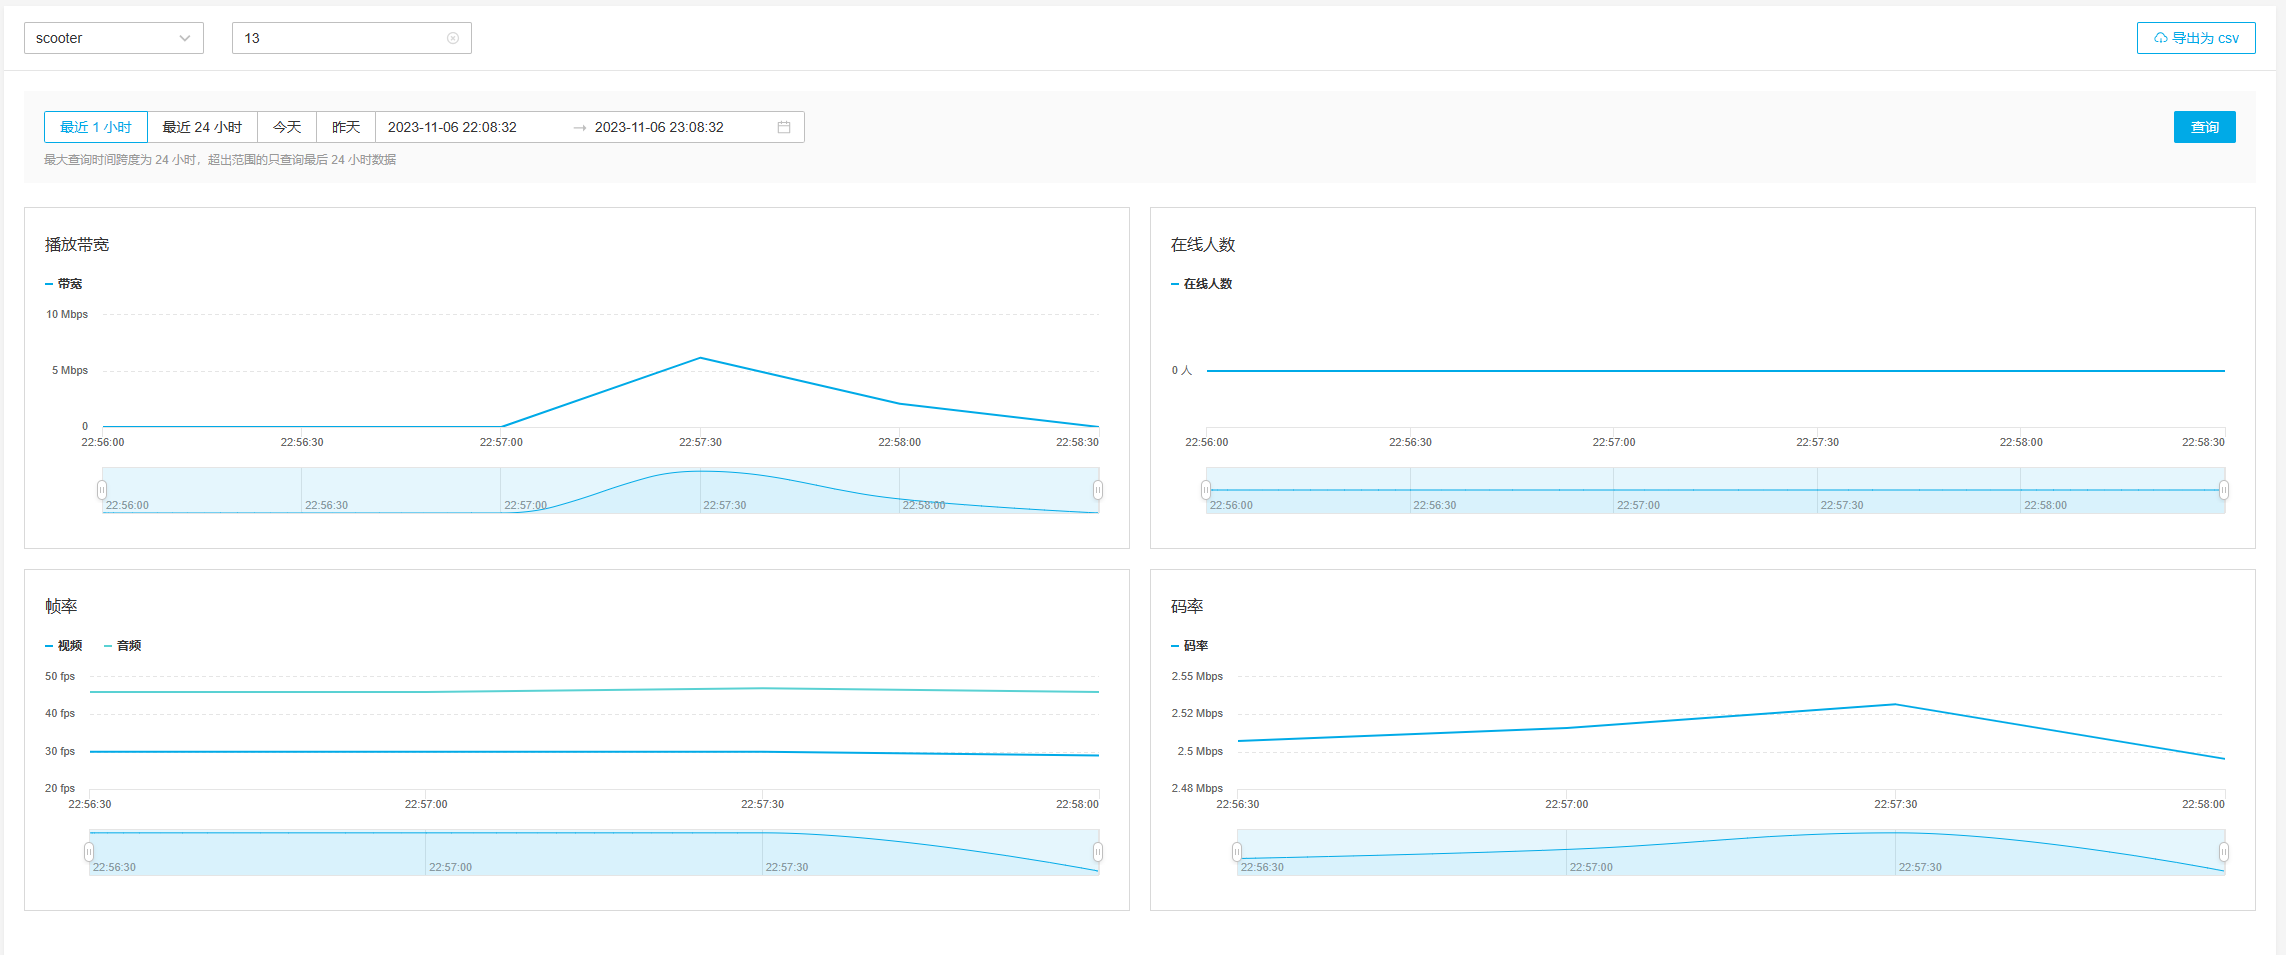 scooter 13 导出为 csv
最近 1 小时 最近 24 小时 今天 昨天 2023-11-06 22:08:32 2023-11-06 23:08:32 查询
最大查询时间跨度为 24 小时，超出范围的只查询最后 24 小时数据
播放带宽
带宽
10 Mbps
5 Mbps
0
22:56:00 22:56:30 22:57:00 22:57:30 22:58:00 22:58:30
22:56:00 22:56:30 22:57:00 22:57:30 22:58:00
在线人数
在线人数
0 人
22:56:00 22:56:30 22:57:00 22:57:30 22:58:00 22:58:30
22:56:00 22:56:30 22:57:00 22:57:30 22:58:00
帧率
视频 音频
50 fps
40 fps
30 fps
20 fps
22:56:30 22:57:00 22:57:30 22:58:00
22:56:30 22:57:00 22:57:30
码率
码率
2.55 Mbps
2.52 Mbps
2.5 Mbps
2.48 Mbps
22:56:30 22:57:00 22:57:30 22:58:00
22:56:30 22:57:00 22:57:30